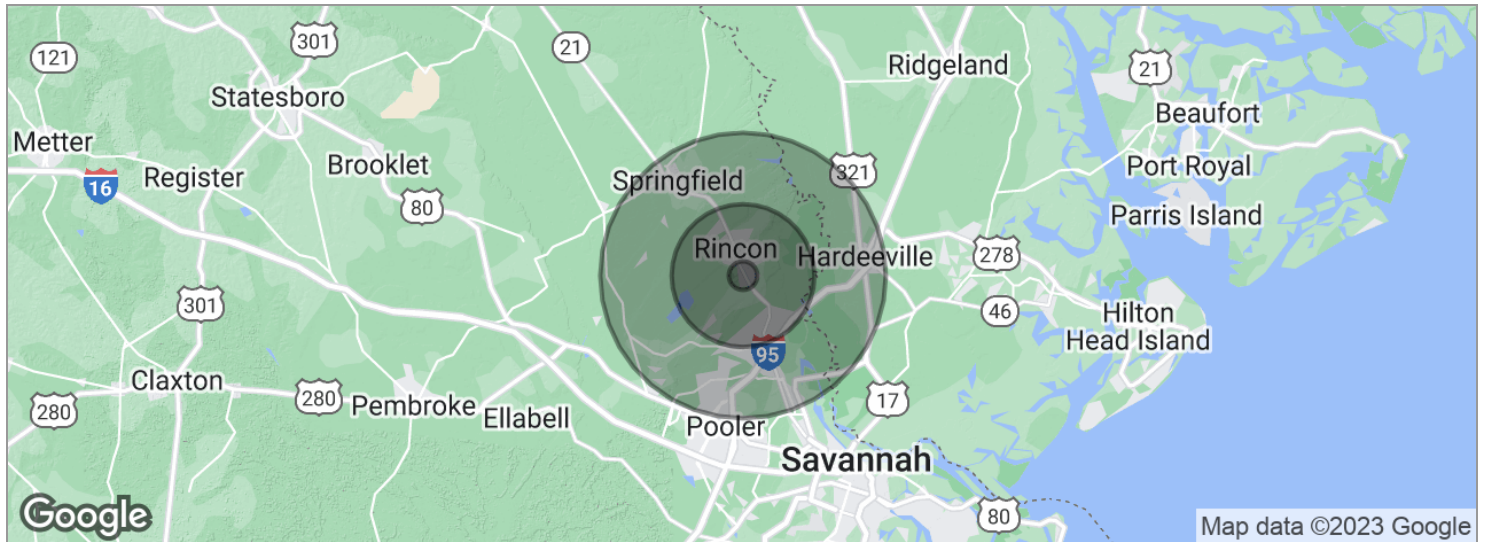 301
121
21
Ridgeland
21
Statesboro
Beaufort
Metter
Brooklet
Port Royal
321
Register
Springfield
16
80
Parris Island
Rincon
Hardeeville
278
301
46
Hilton
Head Island
95
Claxton
280
280
Pembroke
Ellabell
17
Pooler
Savannah
80
Google
Map data ©2023 Google